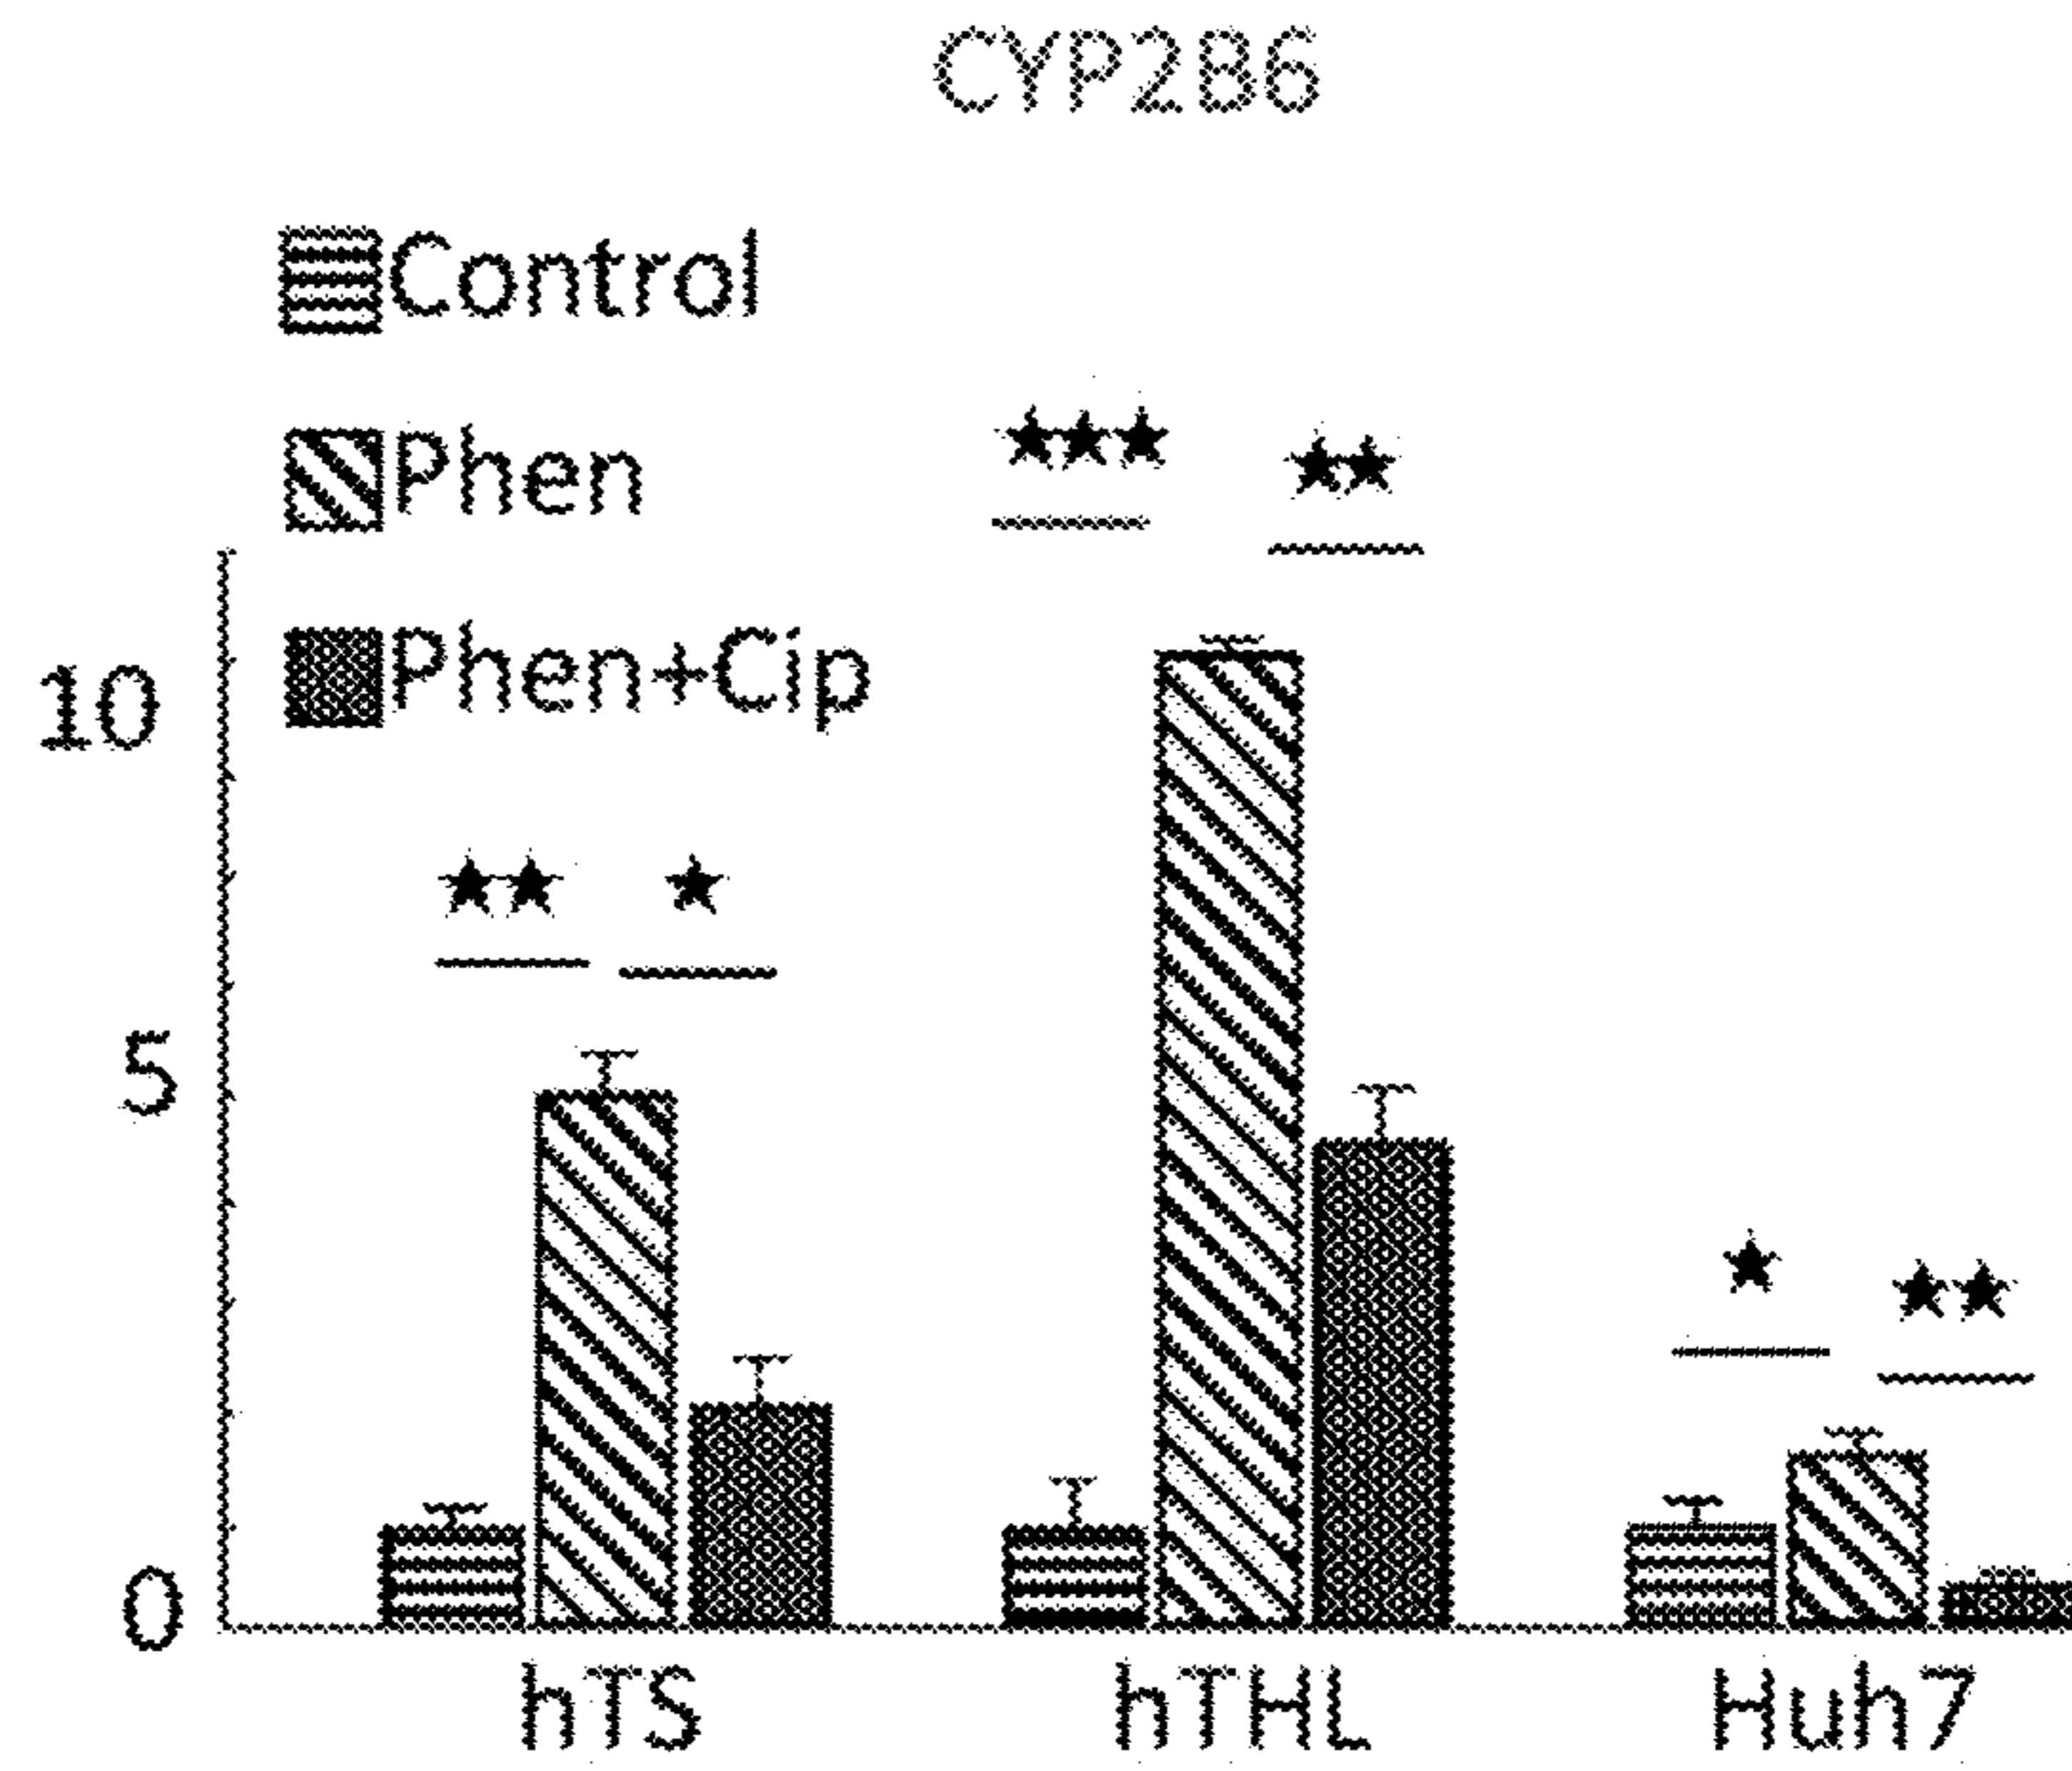 CYP2B6
Control
Phen
Phen+Cip
★★★ ★★
10
★★ ★
5
★ ★★
0
hTS hTHL Huh7